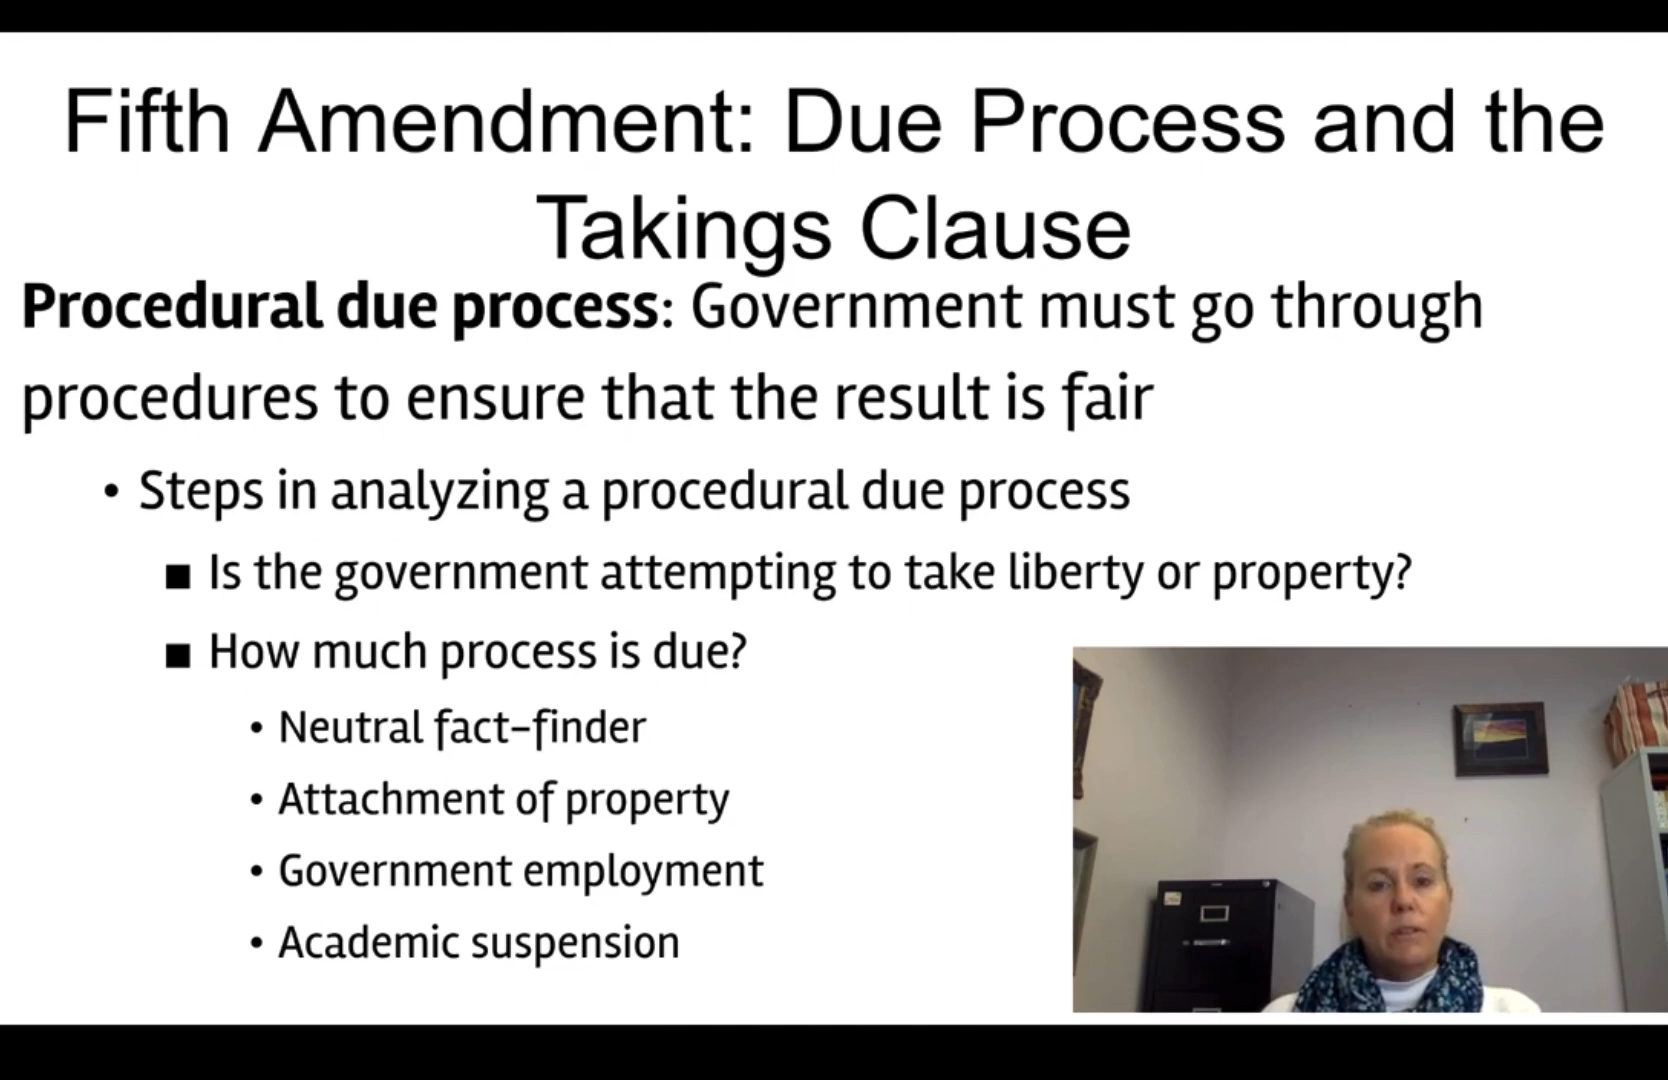 Fifth Amendment: Due Process and the
Takings Clause
Procedural due process: Government must go through
procedures to ensure that the result is fair
• Steps in analyzing a procedural due process
■ Is the government attempting to take liberty or property?
■ How much process is due?
• Neutral fact-finder
• Attachment of property
• Government employment
• Academic suspension